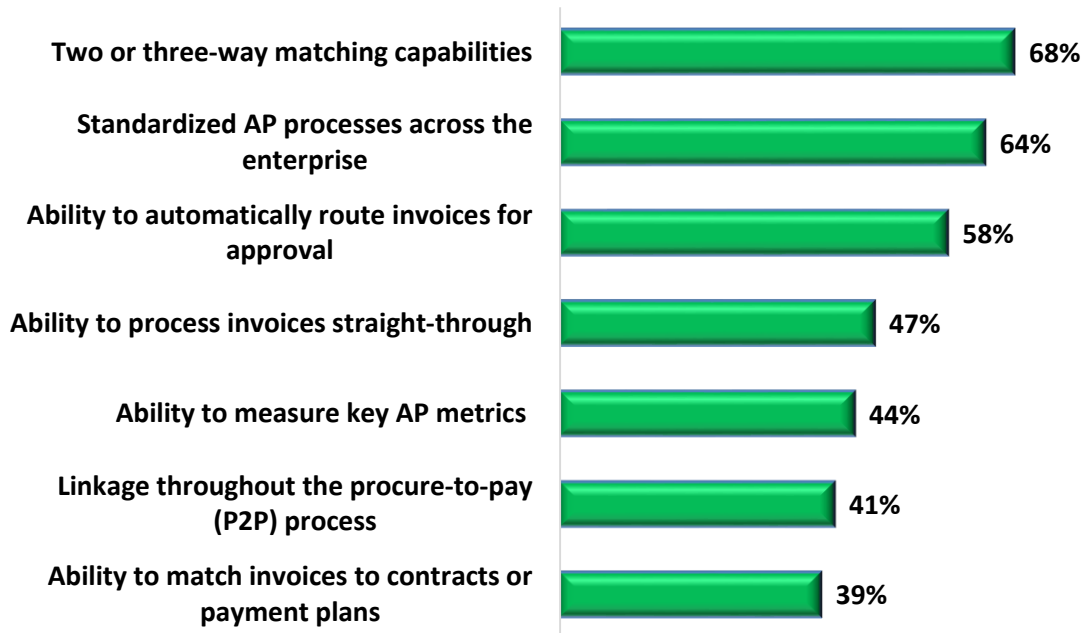 Two or three-way matching capabilities
68%
Standardized AP processes across the
enterprise
64%
Ability to automatically route invoices for
approval
58%
Ability to process invoices straight-through
47%
Ability to measure key AP metrics
44%
Linkage throughout the procure-to-pay
(P2P) process
41%
Ability to match invoices to contracts or
payment plans
39%